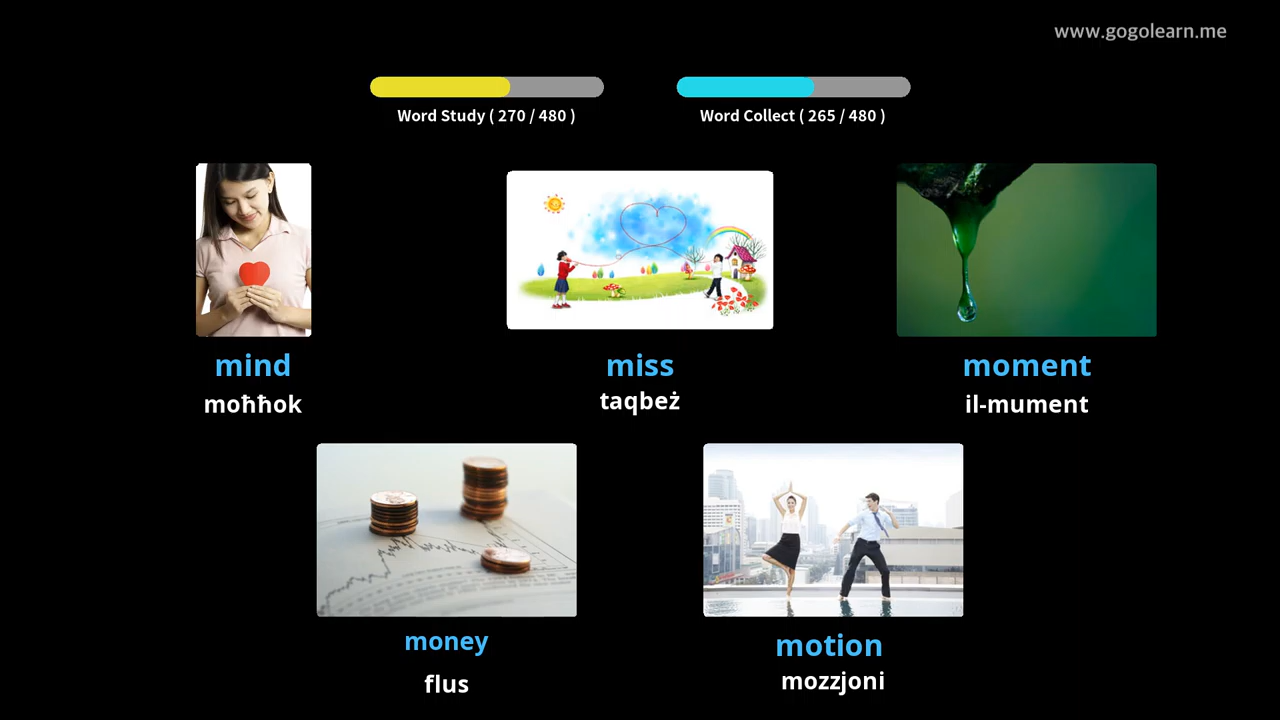 www.gogolearn.me
Word Study ( 270 / 480 )
Word Collect ( 265 / 480 )
mind
moħħok
miss
taqbeż
moment
il-mument
money
flus
motion
mozzjoni